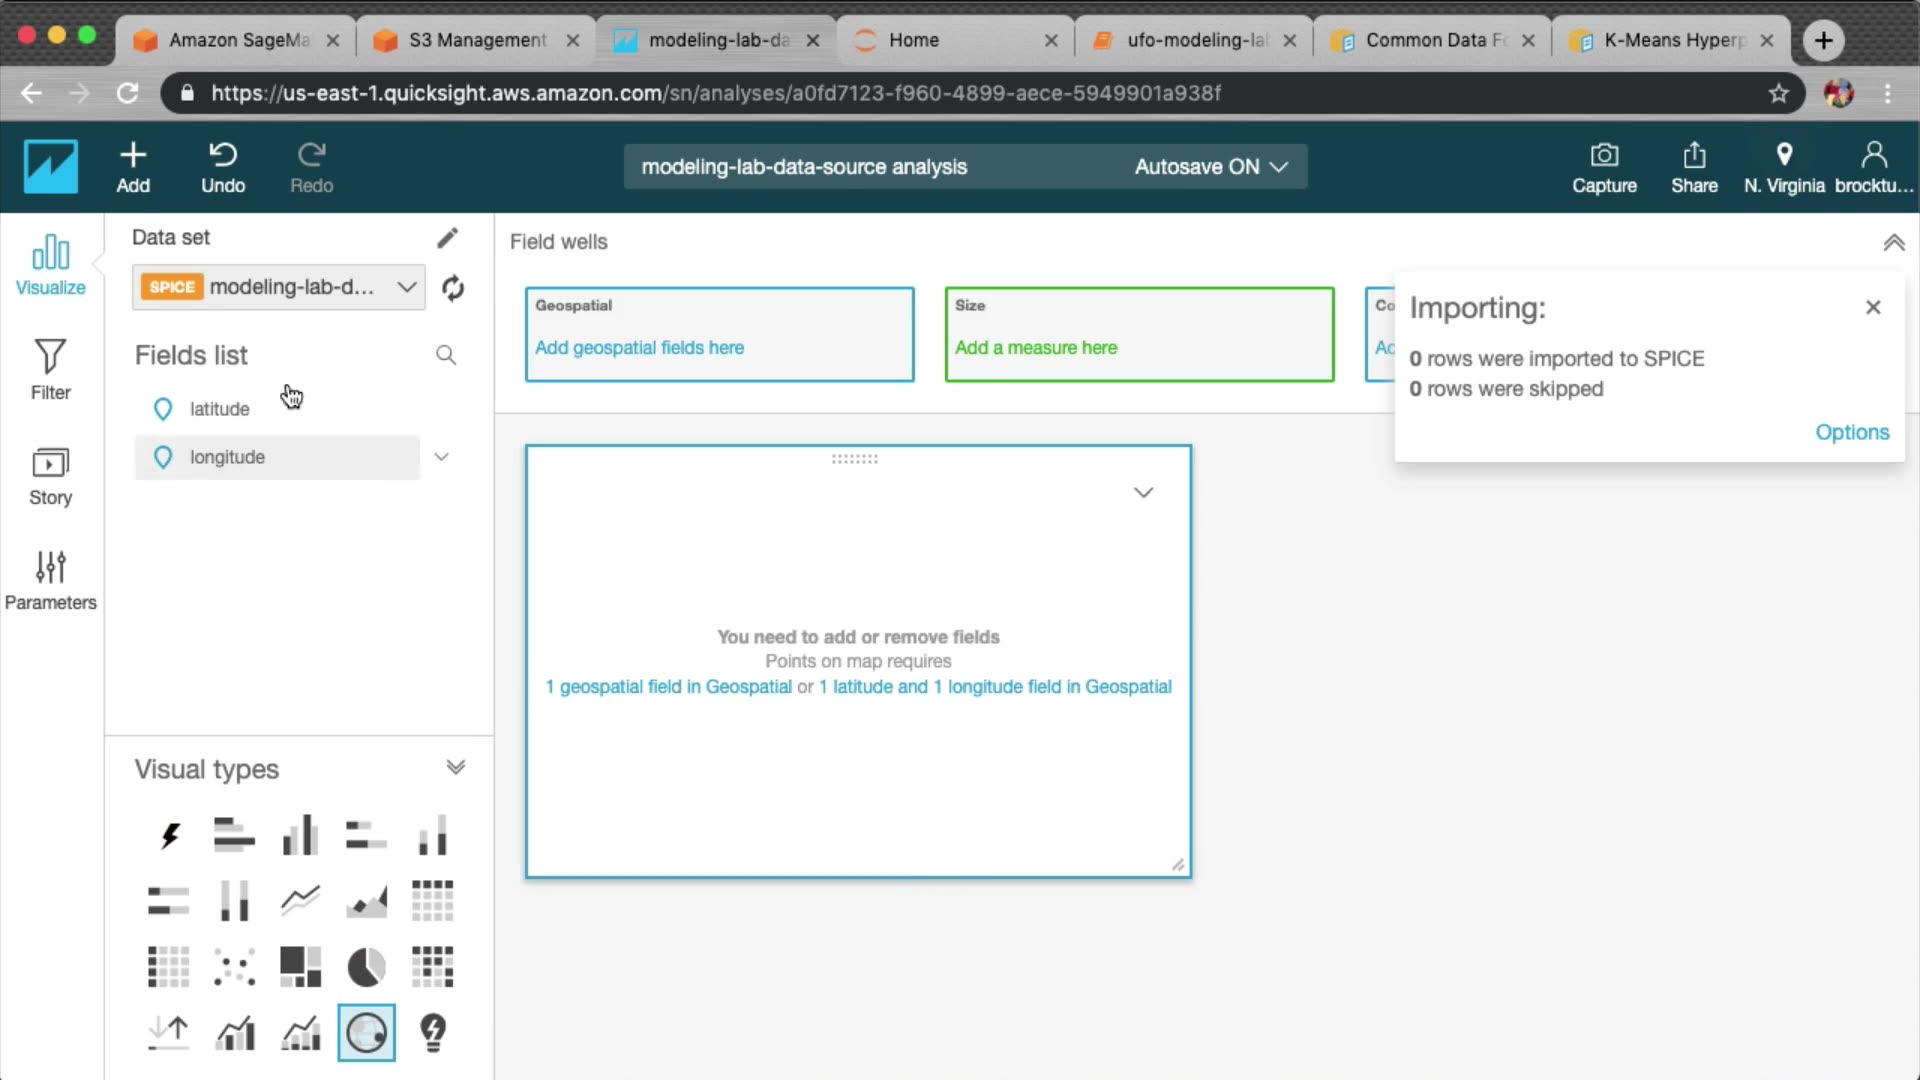 Amazon SageMa
S3 Management
modeling-lab-da
Home
ufo-modeling-la
Common Data Fo
K-Means Hyperp
https://us-east-1.quicksight.aws.amazon.com/sn/analyses/a0fd7123-f960-4899-aece-5949901a938f
Add
Undo
Redo
modeling-lab-data-source analysis
Autosave ON
Capture
Share
N. Virginia
brocktu...
Visualize
Filter
Story
Parameters
Data set
SPICE modeling-lab-d...
Fields list
latitude
longitude
Visual types
Field wells
Geospatial
Add geospatial fields here
Size
Add a measure here
Co
Ad
Importing:
0 rows were imported to SPICE
0 rows were skipped
Options
You need to add or remove fields
Points on map requires
1 geospatial field in Geospatial or 1 latitude and 1 longitude field in Geospatial